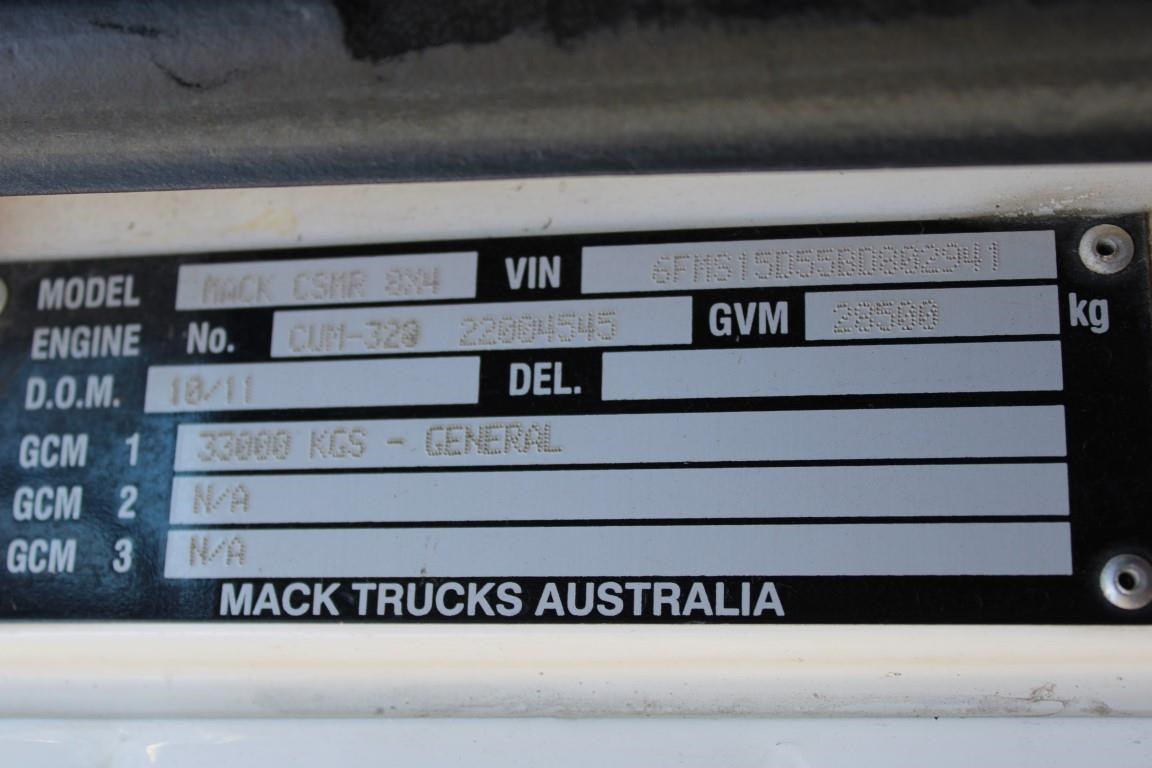 MODEL MACK CSMR 8X4 VIN 6FMS15D55BD802941
ENGINE No. CUM-320 22004545 GVM 28500 kg
D.O.M. 10/11 DEL.
GCM 1 33000 KGS - GENERAL
GCM 2 N/A
GCM 3 N/A
MACK TRUCKS AUSTRALIA